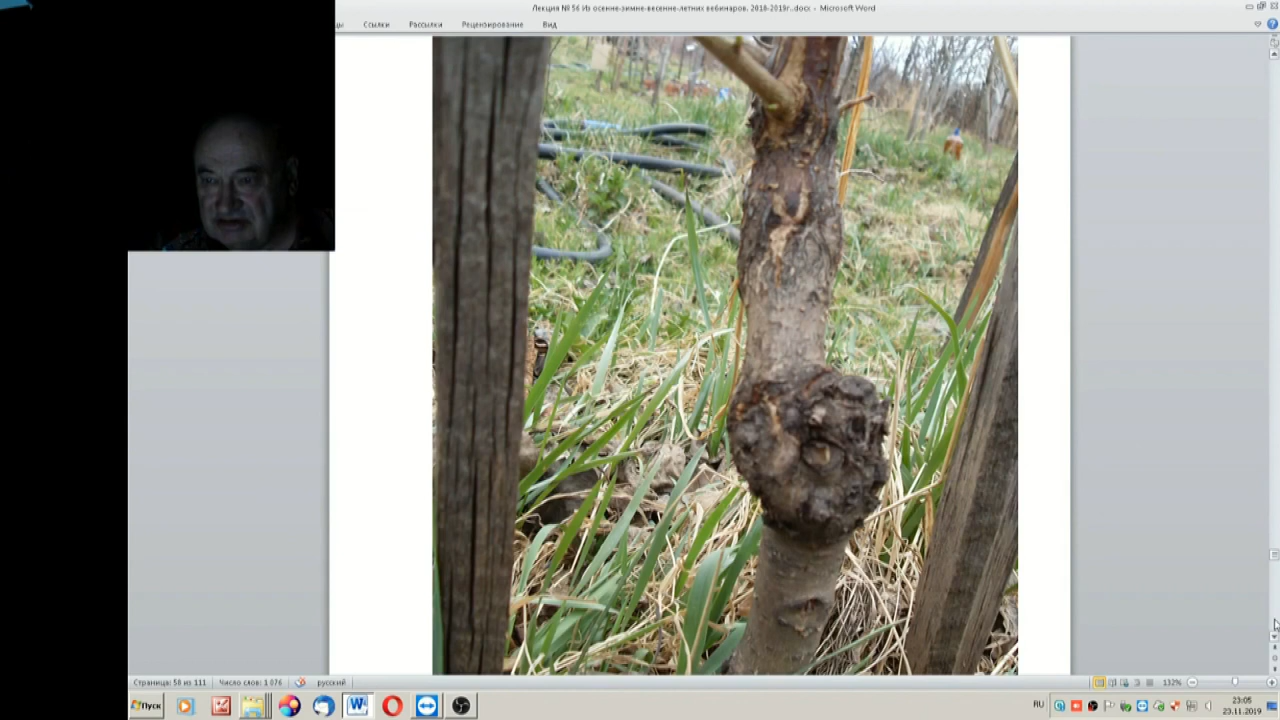 Лекция № 56 Из осенне-зимне-весенне-летних вебинаров. 2018-2019г..docx - Microsoft Word
Ссылки Рассылки Рецензирование Вид
Страница: 58 из 111 Число слов: 1 076 русский 132%
Пуск RU 23:05
23.11.2019